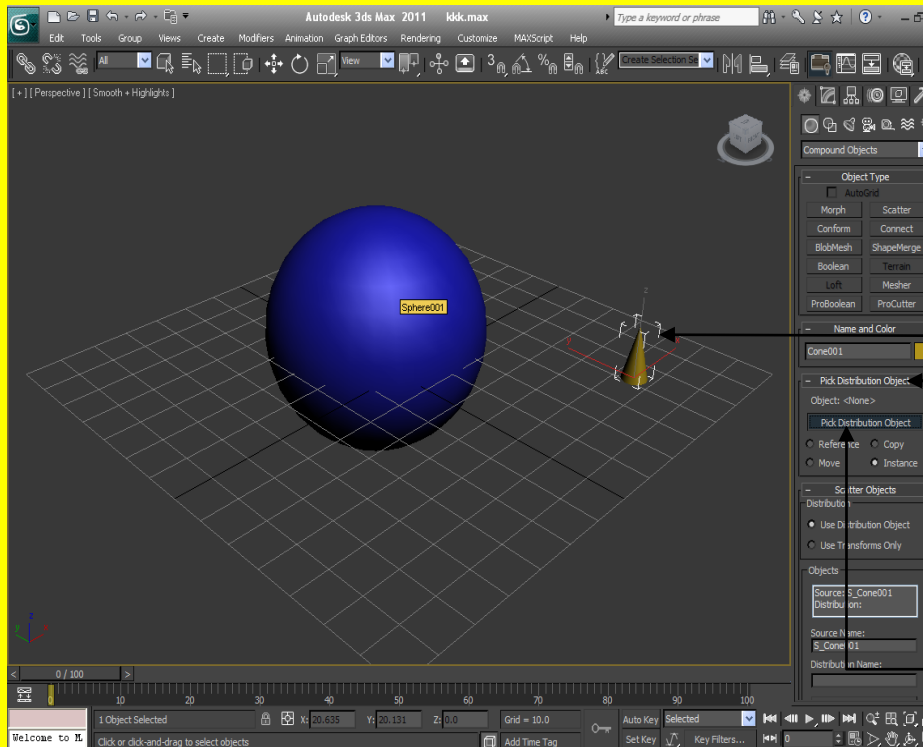 Autodesk 3ds Max 2011 kkk.max
Type a keyword or phrase
Edit Tools Group Views Create Modifiers Animation Graph Editors Rendering Customize MAXScript Help
All
View
3
Create Selection Se
[ + ] [ Perspective ] [ Smooth + Highlights ]
Compound Objects
Object Type
AutoGrid
Morph Scatter
Conform Connect
BlobMesh ShapeMerge
Boolean Terrain
Loft Mesher
ProBoolean ProCutter
Sphere001
z
y
Name and Color
Cone001
Pick Distribution Object
Object: <None>
Pick Distribution Object
Reference Copy
Move Instance
Scatter Objects
Distribution
Use Distribution Object
Use Transforms Only
Objects
Source: S_Cone001
Distribution:
Source Name:
S_Cone001
Distribution Name:
z
y x
0 / 100
0 10 20 30 40 50 60 70 80 90 100
1 Object Selected X: 20.635 Y: 20.131 Z: 0.0 Grid = 10.0 Auto Key Selected
Welcome to M Click or click-and-drag to select objects Add Time Tag Set Key Key Filters... 0